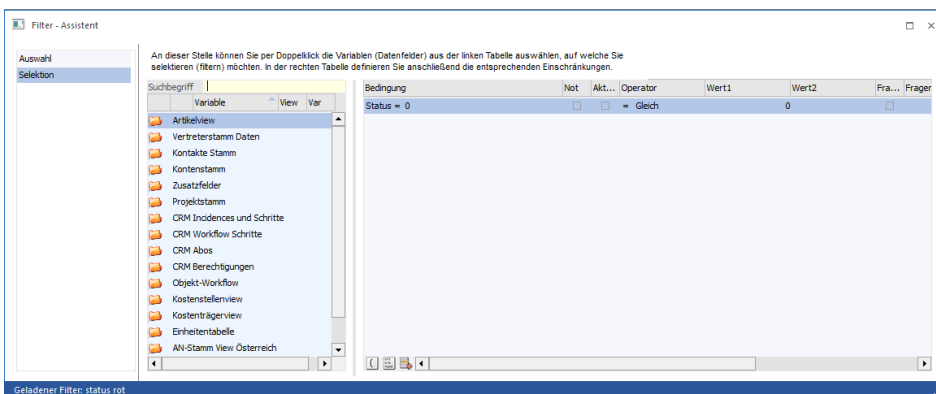 Filter - Assistent
Auswahl
Selektion
An dieser Stelle können Sie per Doppelklick die Variablen (Datenfelder) aus der linken Tabelle auswählen, auf welche Sie
selektieren (filtern) möchten. In der rechten Tabelle definieren Sie anschließend die entsprechenden Einschränkungen.
Suchbegriff
Variable View Var
Artikelview
Vertreterstamm Daten
Kontakte Stamm
Kontenstamm
Zusatzfelder
Projektstamm
CRM Incidences und Schritte
CRM Workflow Schritte
CRM Abos
CRM Berechtigungen
Objekt-Workflow
Kostenstellenview
Kostenträgerview
Einheitentabelle
AN-Stamm View Österreich
Bedingung Not Akt... Operator Wert1 Wert2 Fra... Frager
Status = 0 = Gleich 0
Geladener Filter: status rot